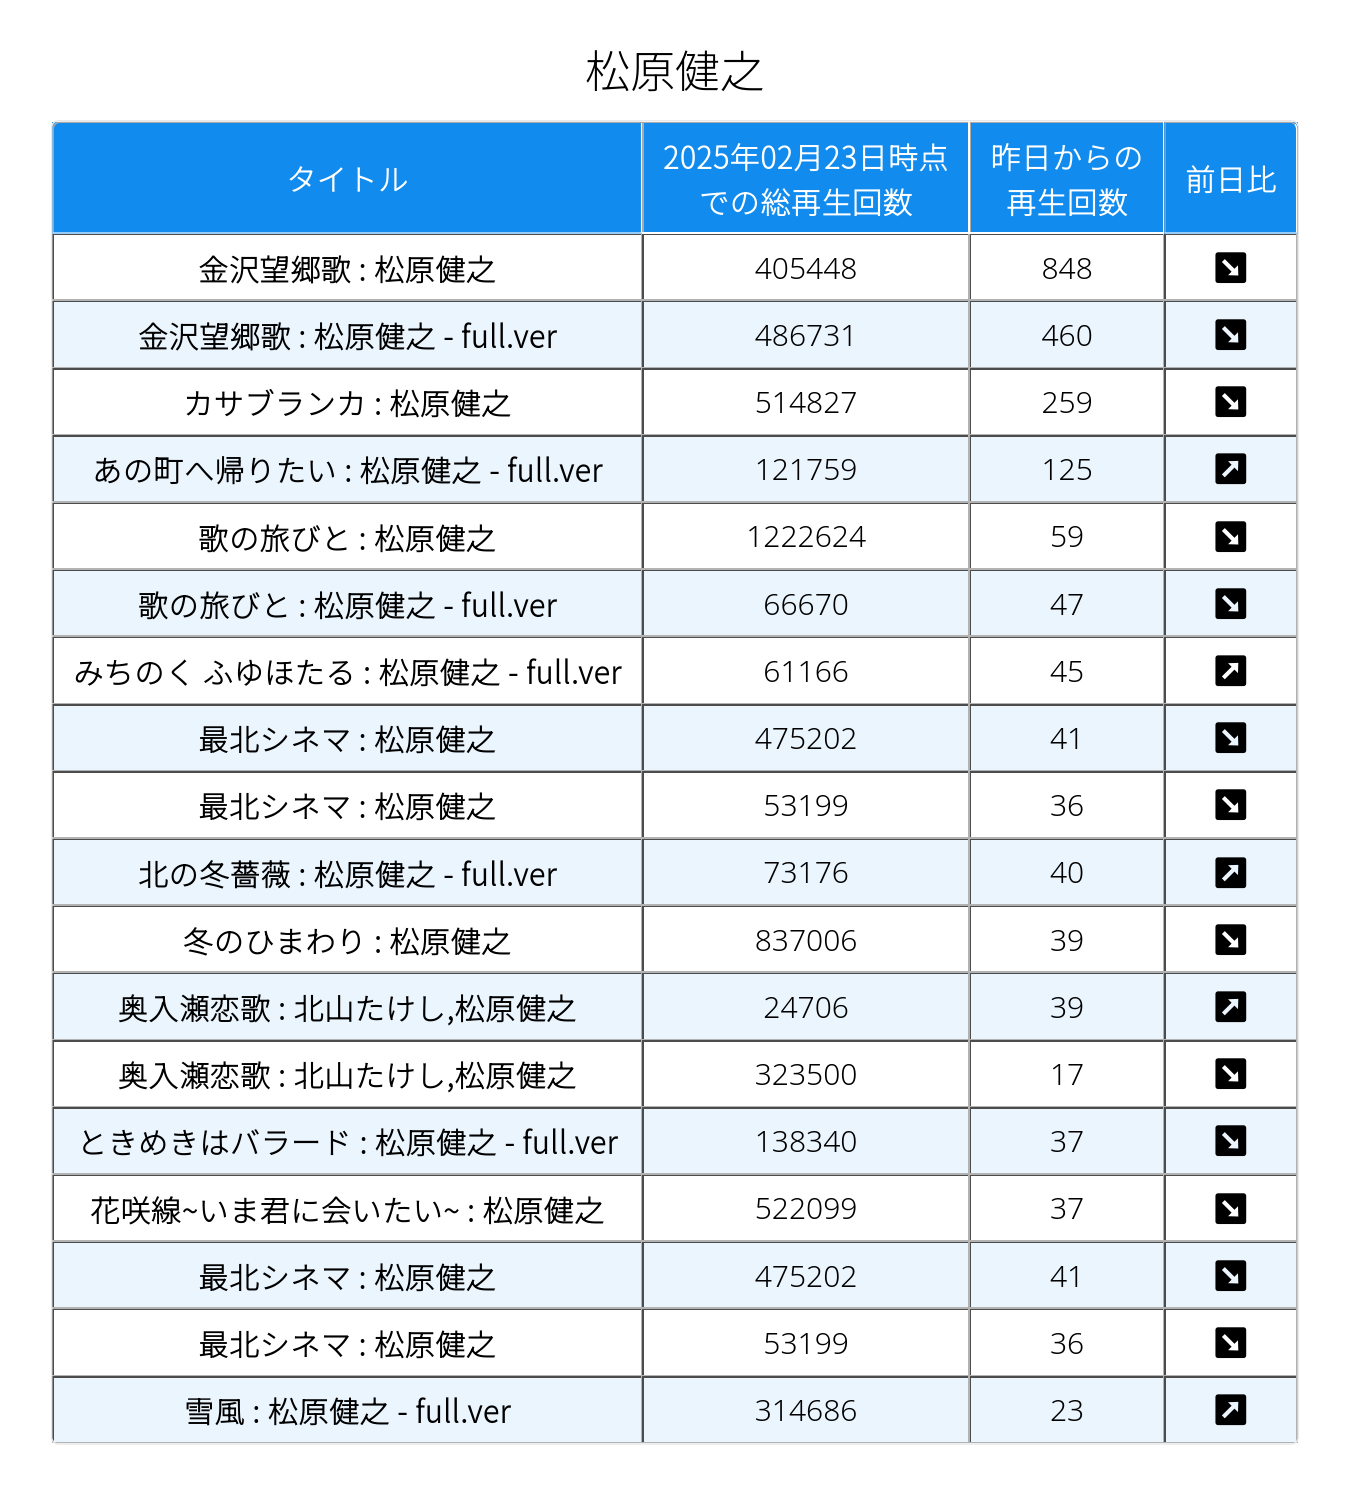 松原健之
タイトル
2025年02月23日時点
での総再生回数
昨日からの
再生回数
前日比
金沢望郷歌 : 松原健之 405448 848 ↘
金沢望郷歌 : 松原健之 - full.ver 486731 460 ↘
カサブランカ : 松原健之 514827 259 ↘
あの町へ帰りたい : 松原健之 - full.ver 121759 125 ↗
歌の旅びと : 松原健之 1222624 59 ↘
歌の旅びと : 松原健之 - full.ver 66670 47 ↘
みちのく ふゆほたる : 松原健之 - full.ver 61166 45 ↗
最北シネマ : 松原健之 475202 41 ↘
最北シネマ : 松原健之 53199 36 ↘
北の冬薔薇 : 松原健之 - full.ver 73176 40 ↗
冬のひまわり : 松原健之 837006 39 ↘
奥入瀬恋歌 : 北山たけし,松原健之 24706 39 ↗
奥入瀬恋歌 : 北山たけし,松原健之 323500 17 ↘
ときめきはバラード : 松原健之 - full.ver 138340 37 ↘
花咲線~いま君に会いたい~ : 松原健之 522099 37 ↘
最北シネマ : 松原健之 475202 41 ↘
最北シネマ : 松原健之 53199 36 ↘
雪風 : 松原健之 - full.ver 314686 23 ↗